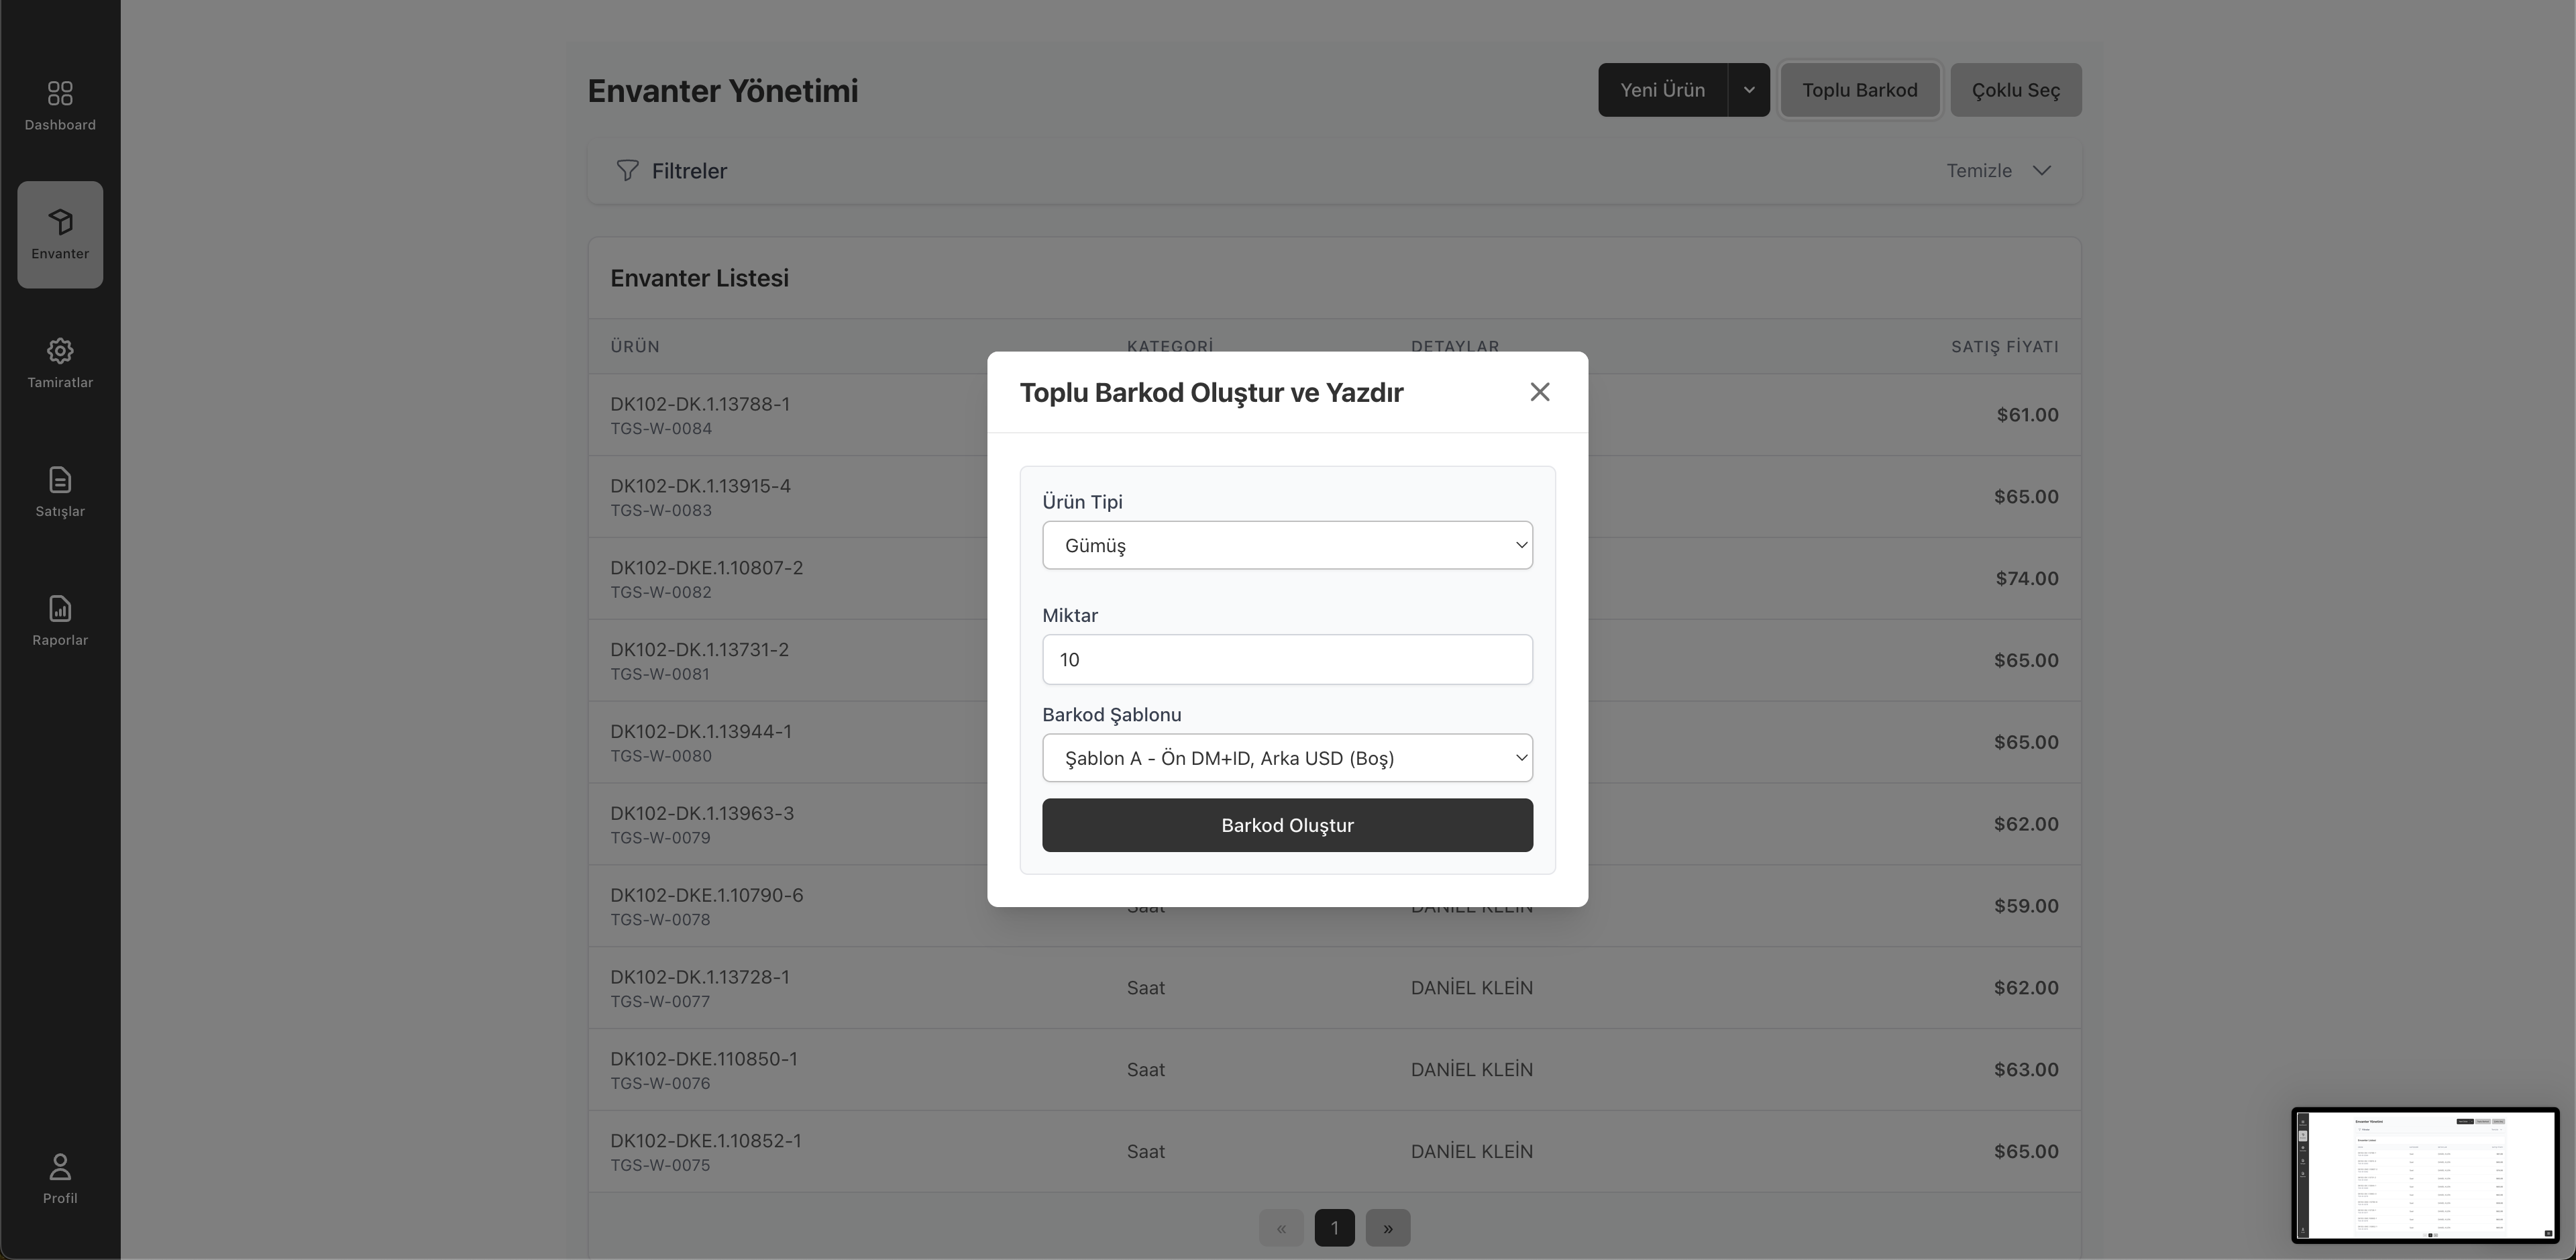 Dashboard
Envanter
Tamiratlar
Satışlar
Raporlar
Profil
Envanter Yönetimi
Yeni Ürün
Toplu Barkod
Çoklu Seç
Filtreler
Temizle
Envanter Listesi
ÜRÜN KATEGORİ DETAYLAR SATIŞ FİYATI
DK102-DK.1.13788-1 $61.00
TGS-W-0084
DK102-DK.1.13915-4 $65.00
TGS-W-0083
DK102-DKE.1.10807-2 $74.00
TGS-W-0082
DK102-DK.1.13731-2 $65.00
TGS-W-0081
DK102-DK.1.13944-1 $65.00
TGS-W-0080
DK102-DK.1.13963-3 $62.00
TGS-W-0079
DK102-DKE.1.10790-6 Saat DANİEL KLEİN $59.00
TGS-W-0078
DK102-DK.1.13728-1 Saat DANİEL KLEİN $62.00
TGS-W-0077
DK102-DKE.110850-1 Saat DANİEL KLEİN $63.00
TGS-W-0076
DK102-DKE.1.10852-1 Saat DANİEL KLEİN $65.00
TGS-W-0075
« 1 »
Toplu Barkod Oluştur ve Yazdır
Ürün Tipi
Gümüş
Miktar
10
Barkod Şablonu
Şablon A - Ön DM+ID, Arka USD (Boş)
Barkod Oluştur